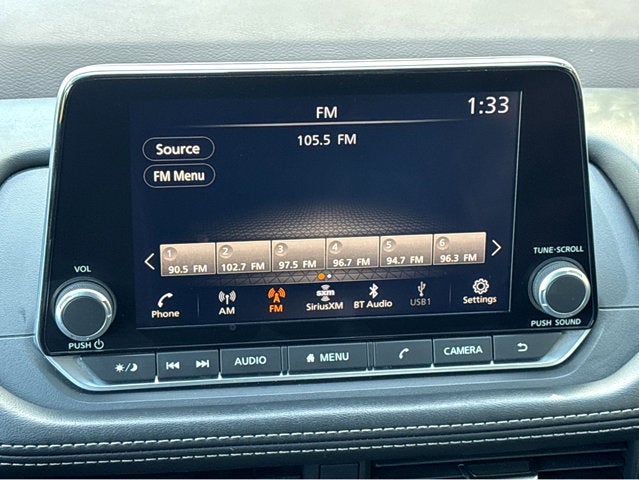 FM
1:33
Source
105.5 FM
FM Menu
1 2 3 4 5 6
90.5 FM 102.7 FM 97.5 FM 96.7 FM 94.7 FM 96.3 FM
Phone AM FM sxm SiriusXM BT Audio USB1 Settings
VOL
PUSH
TUNE·SCROLL
PUSH SOUND
AUDIO MENU CAMERA